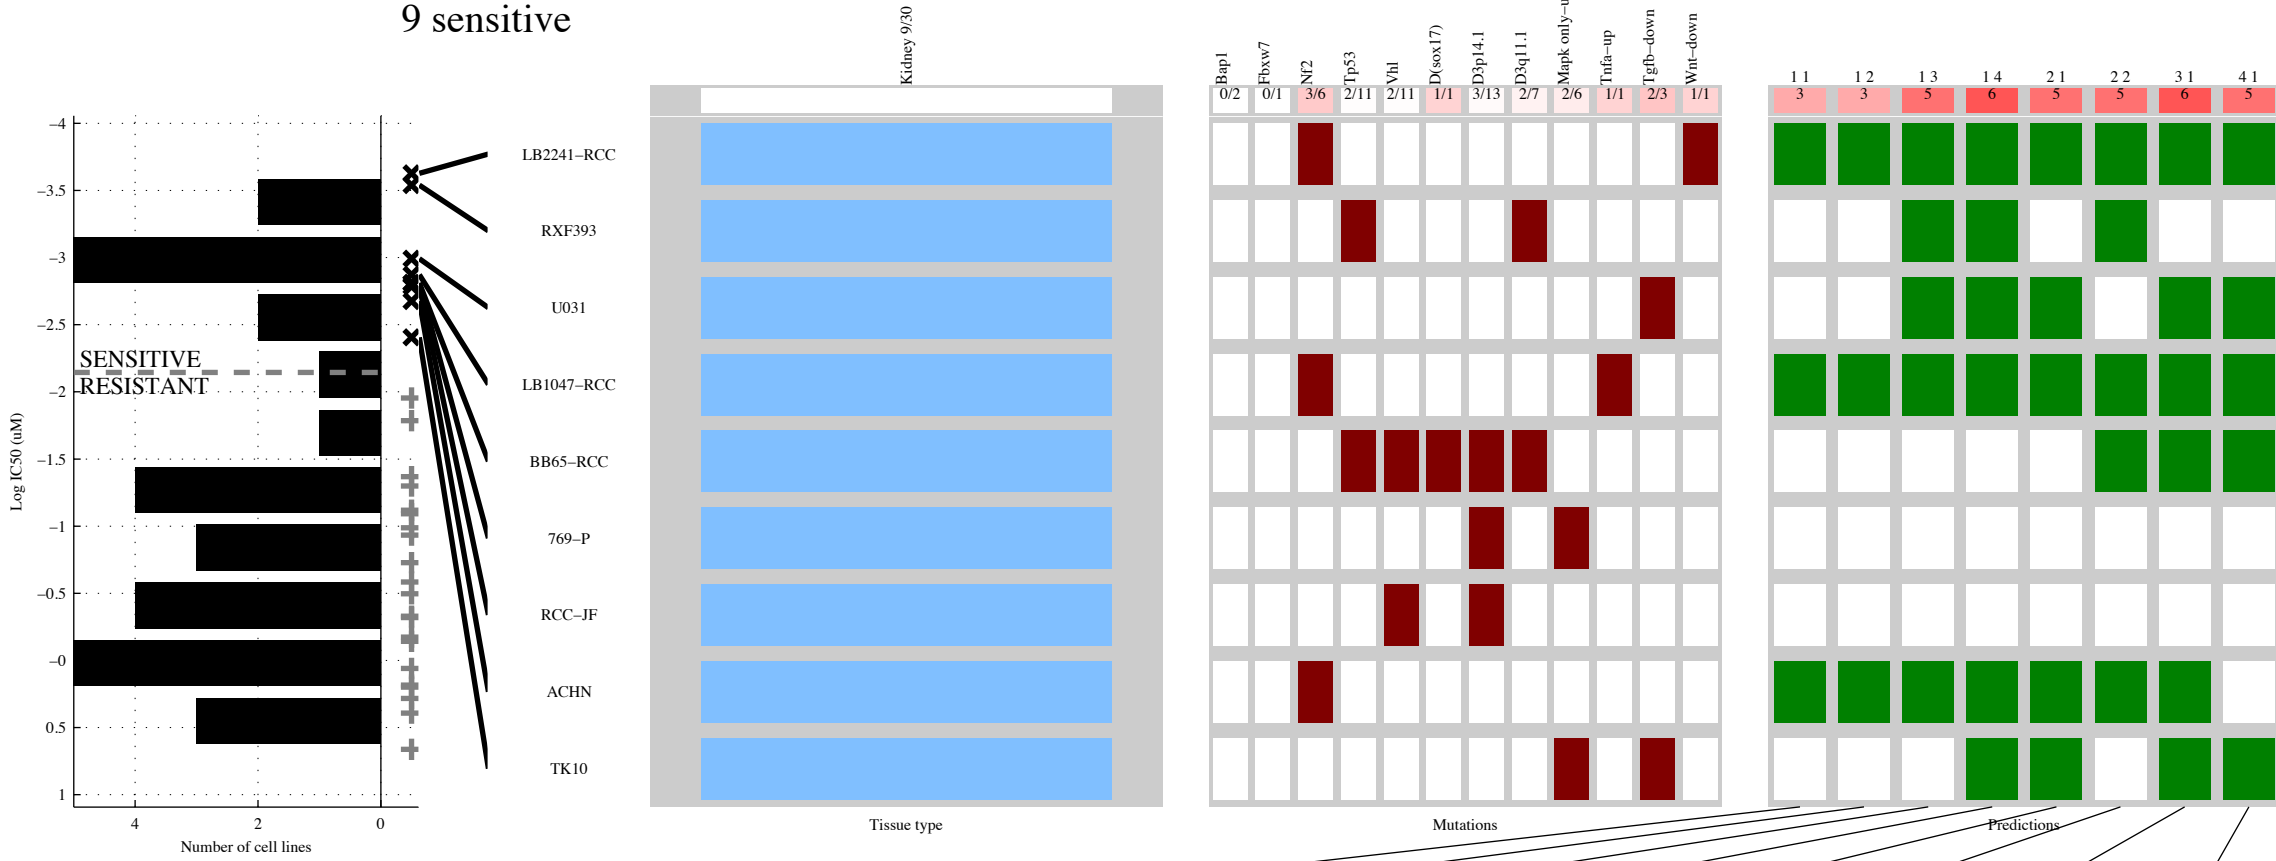 9 sensitive
Kidney 9/30
Bap1
Fbxw7
Nf2
Tp53
Vhl
D(sox17)
D3p14.1
D3q11.1
Mapk only–u
Tnfa–up
Tgfb–down
Wnt–down
1 1 1 2 1 3 1 4 2 1 2 2 3 1 4 1
0/2 0/1 3/6 2/11 2/11 1/1 3/13 2/7 2/6 1/1 2/3 1/1
3 3 5 6 5 5 6 5
–4
–3.5
–3
–2.5
–2
–1.5
–1
–0.5
–0
0.5
1
SENSITIVE
RESISTANT
Log IC50 (uM)
4 2 0
Number of cell lines
LB2241–RCC
RXF393
U031
LB1047–RCC
BB65–RCC
769–P
RCC–JF
ACHN
TK10
Tissue type
Mutations
Predictions